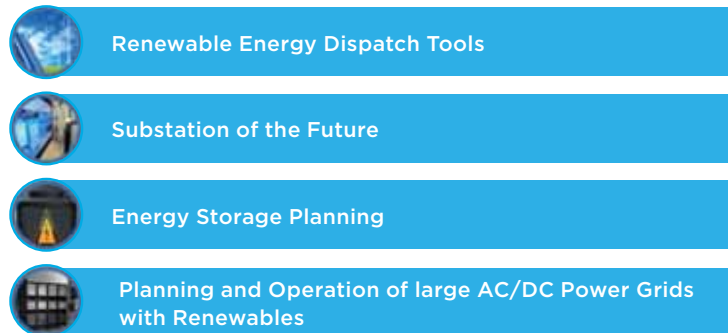 Renewable Energy Dispatch Tools
Substation of the Future
Energy Storage Planning
Planning and Operation of large AC/DC Power Grids
with Renewables